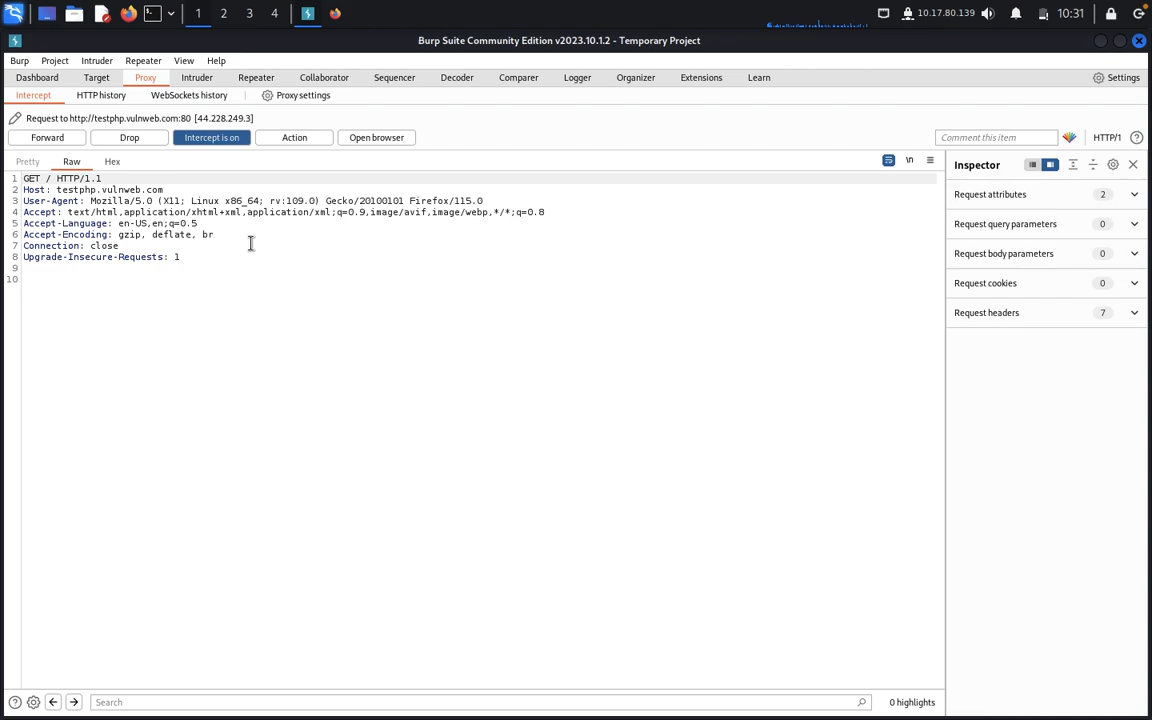 1 2 3 4 10.17.80.139 10:31
Burp Suite Community Edition v2023.10.1.2 - Temporary Project
Burp Project Intruder Repeater View Help
Dashboard Target Proxy Intruder Repeater Collaborator Sequencer Decoder Comparer Logger Organizer Extensions Learn Settings
Intercept HTTP history WebSockets history Proxy settings
Request to http://testphp.vulnweb.com:80 [44.228.249.3]
Forward Drop Intercept is on Action Open browser Comment this item HTTP/1 ?
Pretty Raw Hex \n Inspector
1 GET / HTTP/1.1
2 Host: testphp.vulnweb.com
3 User-Agent: Mozilla/5.0 (X11; Linux x86_64; rv:109.0) Gecko/20100101 Firefox/115.0
4 Accept: text/html,application/xhtml+xml,application/xml;q=0.9,image/avif,image/webp,*/*;q=0.8
5 Accept-Language: en-US,en;q=0.5
6 Accept-Encoding: gzip, deflate, br
7 Connection: close
8 Upgrade-Insecure-Requests: 1
9
10
Request attributes 2
Request query parameters 0
Request body parameters 0
Request cookies 0
Request headers 7
? Search 0 highlights